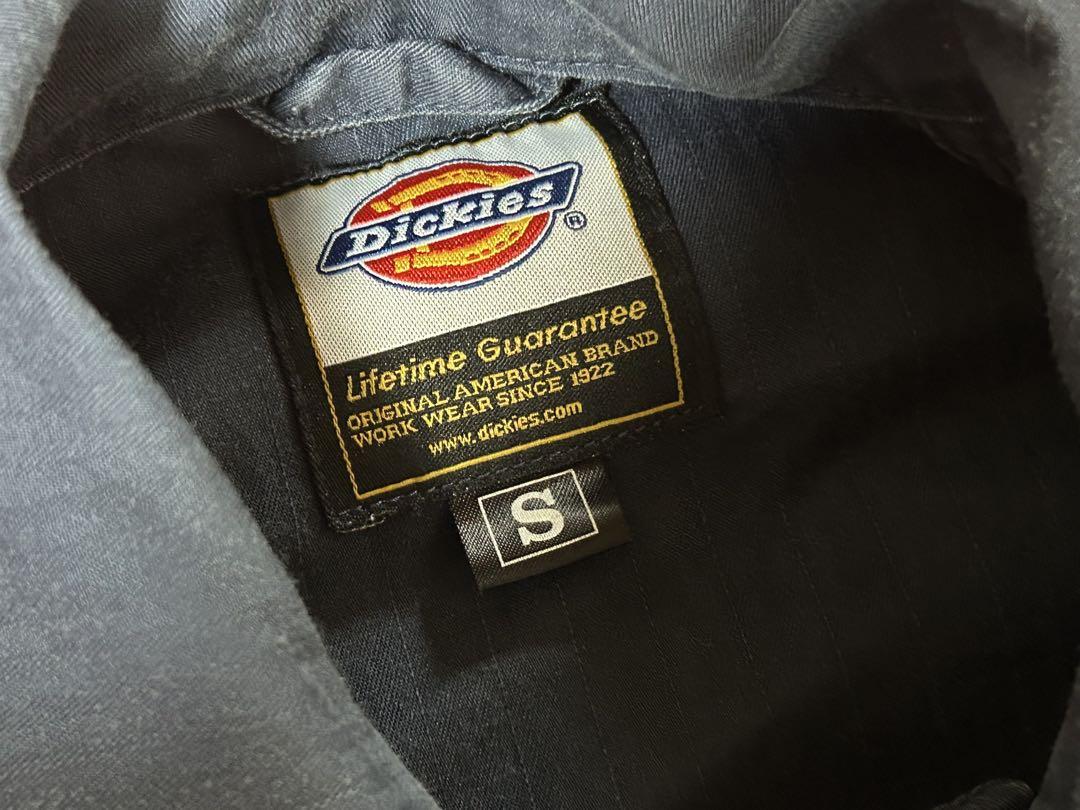 Dickies
®
Lifetime Guarantee
ORIGINAL AMERICAN BRAND
WORK WEAR SINCE 1922
www.dickies.com
S